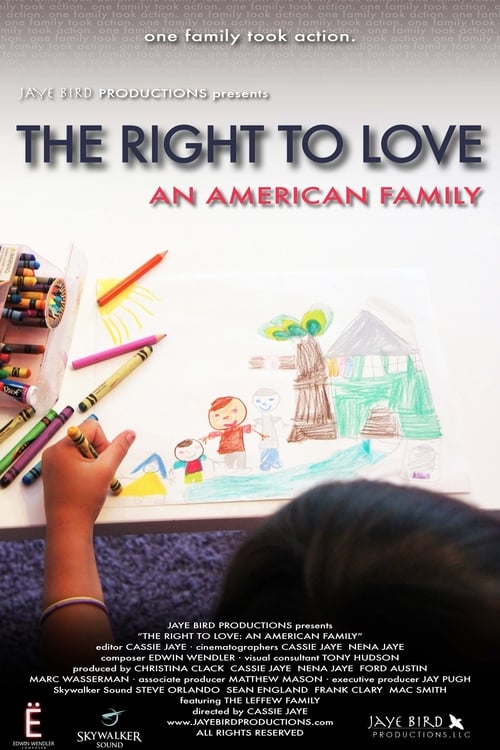 one family took action.
JAYE BIRD PRODUCTIONS presents
THE RIGHT TO LOVE
AN AMERICAN FAMILY
JAYE BIRD PRODUCTIONS presents
"THE RIGHT TO LOVE: AN AMERICAN FAMILY"
editor CASSIE JAYE · cinematographers CASSIE JAYE NENA JAYE
composer EDWIN WENDLER · visual consultant TONY HUDSON
produced by CHRISTINA CLACK CASSIE JAYE NENA JAYE FORD AUSTIN
MARC WASSERMAN · associate producer MATTHEW MASON · executive producer JAY PUGH
Skywalker Sound STEVE ORLANDO SEAN ENGLAND FRANK CLARY MAC SMITH
featuring THE LEFFEW FAMILY
directed by CASSIE JAYE
www.JAYEBIRDPRODUCTIONS.com
ALL RIGHTS RESERVED
Ë
EDWIN WENDLER
COMPOSER
SKYWALKER
SOUND
JAYE BIRD
PRODUCTIONS, LLC